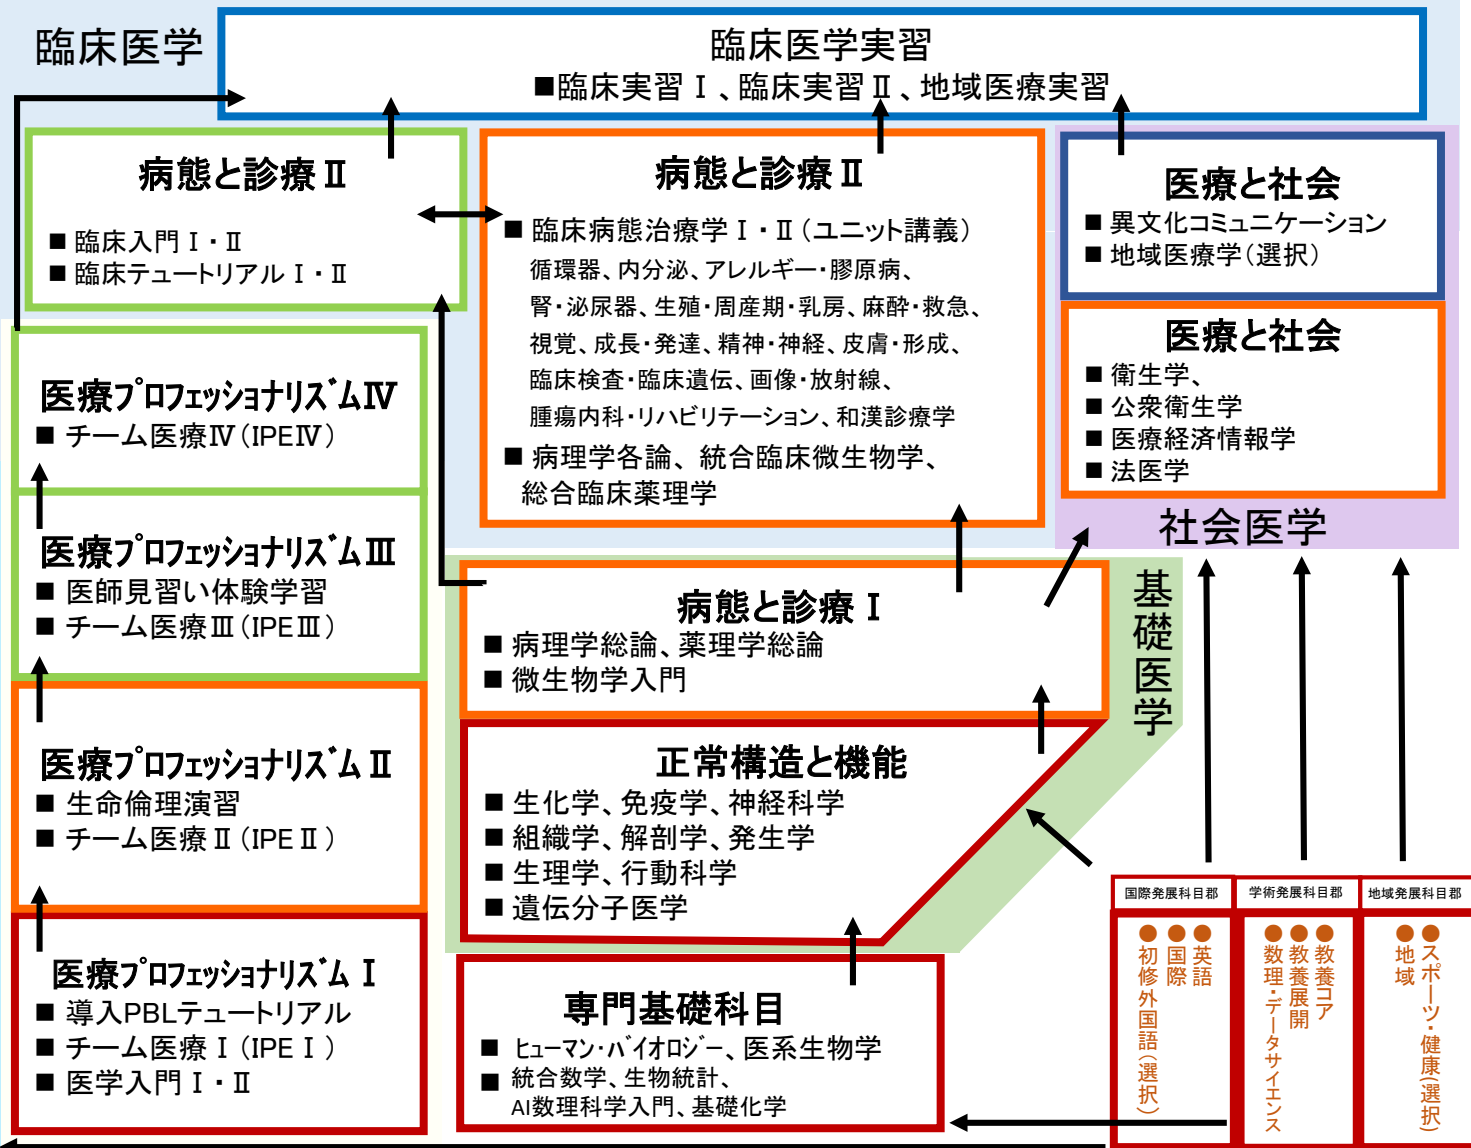 臨床医学
臨床医学実習
■臨床実習Ⅰ、臨床実習Ⅱ、地域医療実習
病態と診療Ⅱ
■ 臨床入門Ⅰ・Ⅱ
■ 臨床テュートリアルⅠ・Ⅱ
病態と診療Ⅱ
■ 臨床病態治療学Ⅰ・Ⅱ(ユニット講義)
循環器、内分泌、アレルギー・膠原病、
腎・泌尿器、生殖・周産期・乳房、麻酔・救急、
視覚、成長・発達、精神・神経、皮膚・形成、
臨床検査・臨床遺伝、画像・放射線、
腫瘍内科・リハビリテーション、和漢診療学
■ 病理学各論、統合臨床微生物学、
総合臨床薬理学
医療と社会
■ 異文化コミュニケーション
■ 地域医療学(選択)
医療と社会
■ 衛生学、
■ 公衆衛生学
■ 医療経済情報学
■ 法医学
社会医学
医療プロフェッショナリズムⅣ
■ チーム医療Ⅳ(IPEⅣ)
医療プロフェッショナリズムⅢ
■ 医師見習い体験学習
■ チーム医療Ⅲ(IPEⅢ)
医療プロフェッショナリズムⅡ
■ 生命倫理演習
■ チーム医療Ⅱ(IPEⅡ)
医療プロフェッショナリズムⅠ
■ 導入PBLテュートリアル
■ チーム医療Ⅰ(IPEⅠ)
■ 医学入門Ⅰ・Ⅱ
基礎医学
病態と診療Ⅰ
■ 病理学総論、薬理学総論
■ 微生物学入門
正常構造と機能
■ 生化学、免疫学、神経科学
■ 組織学、解剖学、発生学
■ 生理学、行動科学
■ 遺伝分子医学
専門基礎科目
■ ヒューマン・バイオロジー、医系生物学
■ 統合数学、生物統計、
AI数理科学入門、基礎化学
国際発展科目郡
●英語
●国際
●初修外国語(選択)
学術発展科目郡
●教養コア
●教養展開
●数理・データサイエンス
地域発展科目郡
●スポーツ・健康(選択)
●地域